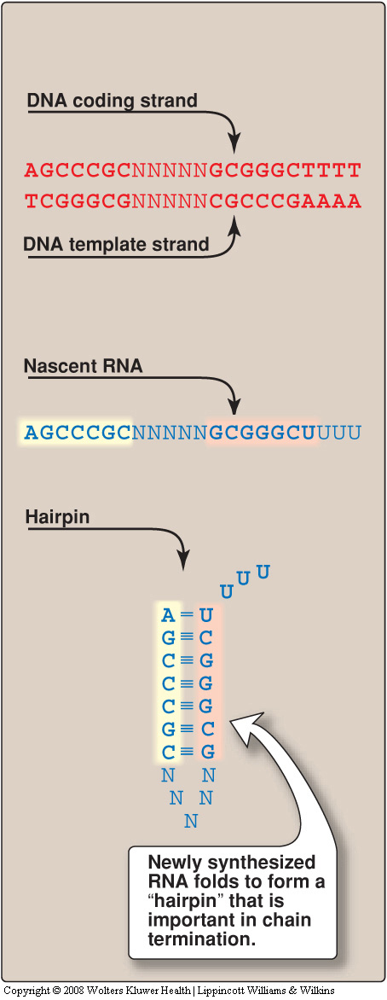 DNA coding strand
AGCCCGCNNNNNGCGGGCTTTT
TCGGGCGNNNNNCGCCCGAAAA
DNA template strand
Nascent RNA
AGCCCGCNNNNNGCGGGCUUUU
Hairpin
U U U
A = U
G ≡ C
C ≡ G
C ≡ G
C ≡ G
G ≡ C
C ≡ G
N N
N N
N
Newly synthesized
RNA folds to form a
“hairpin” that is
important in chain
termination.
Copyright © 2008 Wolters Kluwer Health | Lippincott Williams & Wilkins